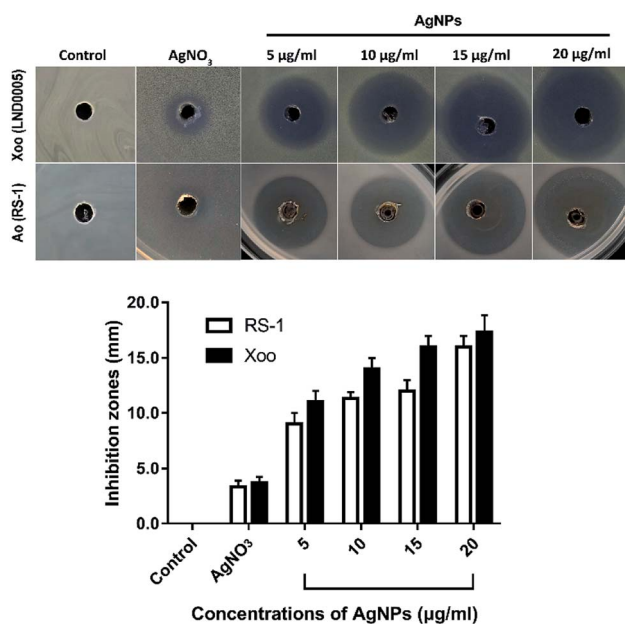 AgNPs
Control AgNO3 5 µg/ml 10 µg/ml 15 µg/ml 20 µg/ml
Xoo (LND0005)
Ao (RS-1)
Inhibition zones (mm)
20.0
15.0
10.0
5.0
0.0
RS-1
Xoo
Control AgNO3 5 10 15 20
Concentrations of AgNPs (µg/ml)